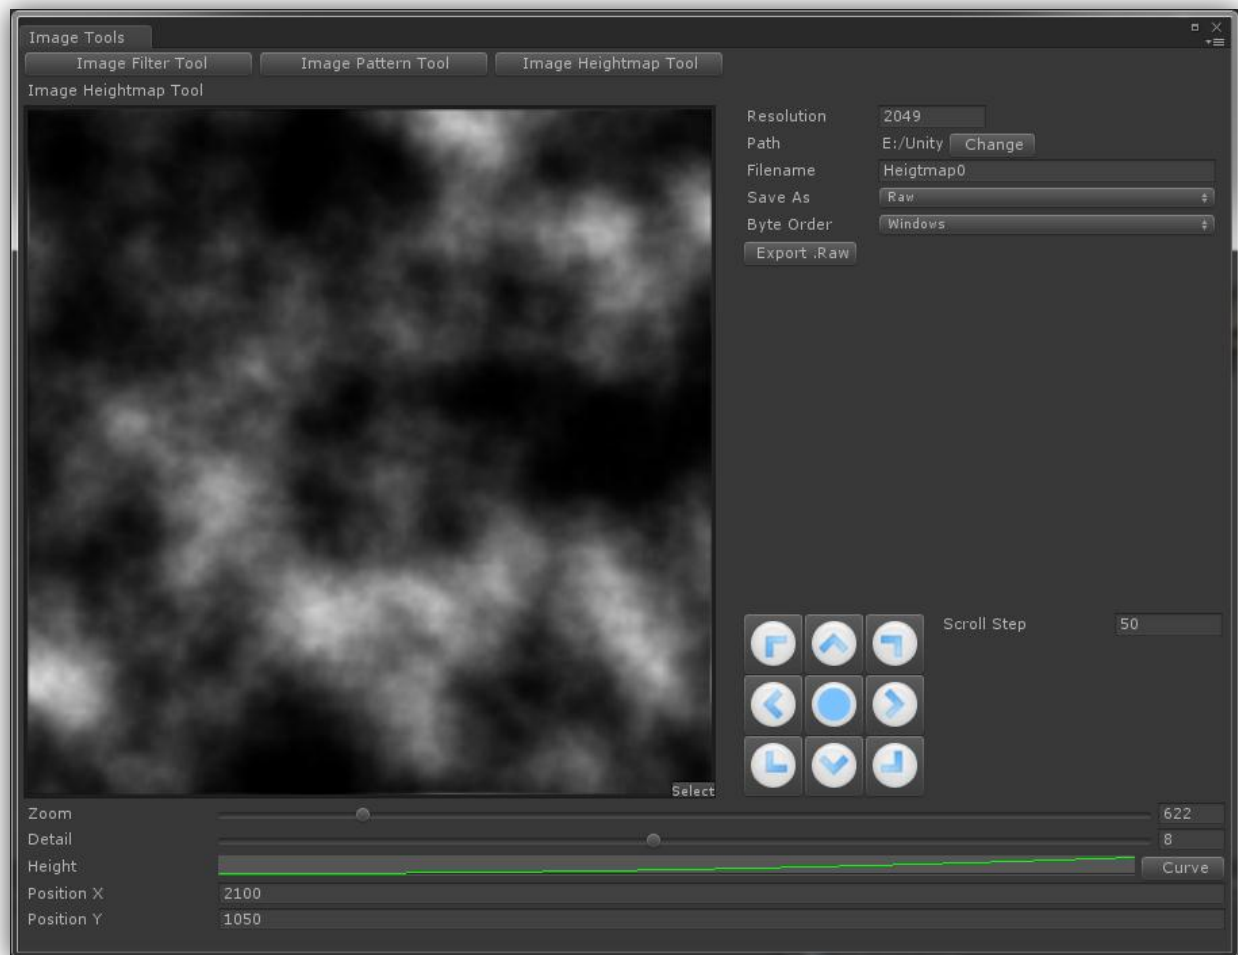 Image Tools
Image Filter Tool Image Pattern Tool Image Heightmap Tool
Image Heightmap Tool
Resolution 2049
Path E:/Unity Change
Filename Heigtmap0
Save As Raw
Byte Order Windows
Export .Raw
Scroll Step 50
Select
Zoom 622
Detail 8
Height Curve
Position X 2100
Position Y 1050